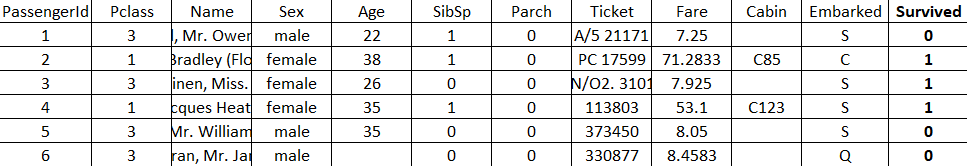 PassengerId Pclass Name Sex Age SibSp Parch Ticket Fare Cabin Embarked Survived
1 3 , Mr. Ower male 22 1 0 A/5 21171 7.25 S 0
2 1 Bradley (Flo female 38 1 0 PC 17599 71.2833 C85 C 1
3 3 inen, Miss. female 26 0 0 N/O2. 3101 7.925 S 1
4 1 cques Heat female 35 1 0 113803 53.1 C123 S 1
5 3 Mr. William male 35 0 0 373450 8.05 S 0
6 3 ran, Mr. Jar male 0 0 330877 8.4583 Q 0